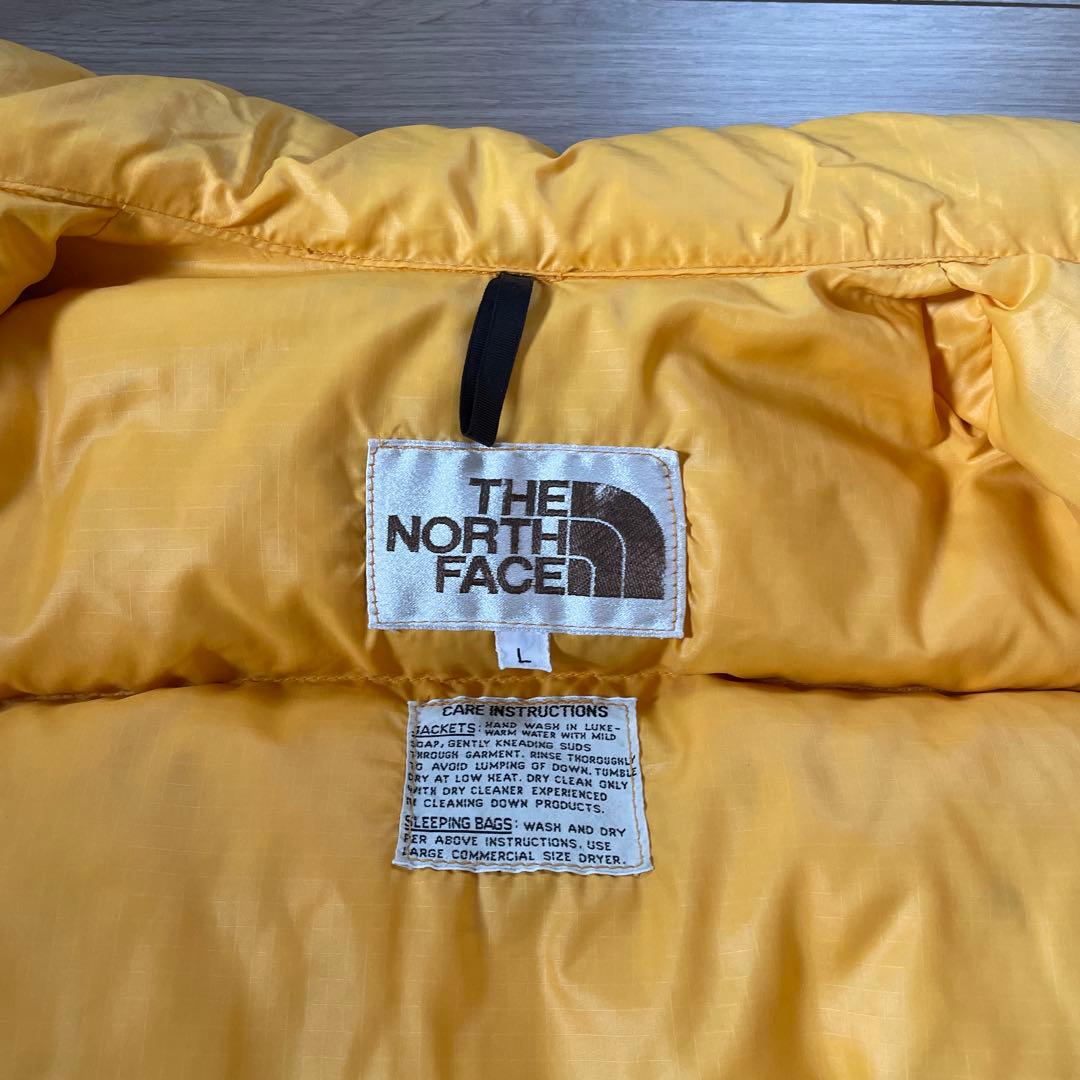 THE
NORTH
FACE
L
CARE INSTRUCTIONS
JACKETS: HAND WASH IN LUKE-
WARM WATER WITH MILD
SOAP, GENTLY KNEADING SUDS
THROUGH GARMENT. RINSE THOROUGHLY
TO AVOID LUMPING OF DOWN. TUMBLE
DRY AT LOW HEAT. DRY CLEAN ONLY
WITH DRY CLEANER EXPERIENCED
IN CLEANING DOWN PRODUCTS.
SLEEPING BAGS: WASH AND DRY
PER ABOVE INSTRUCTIONS. USE
LARGE COMMERCIAL SIZE DRYER.